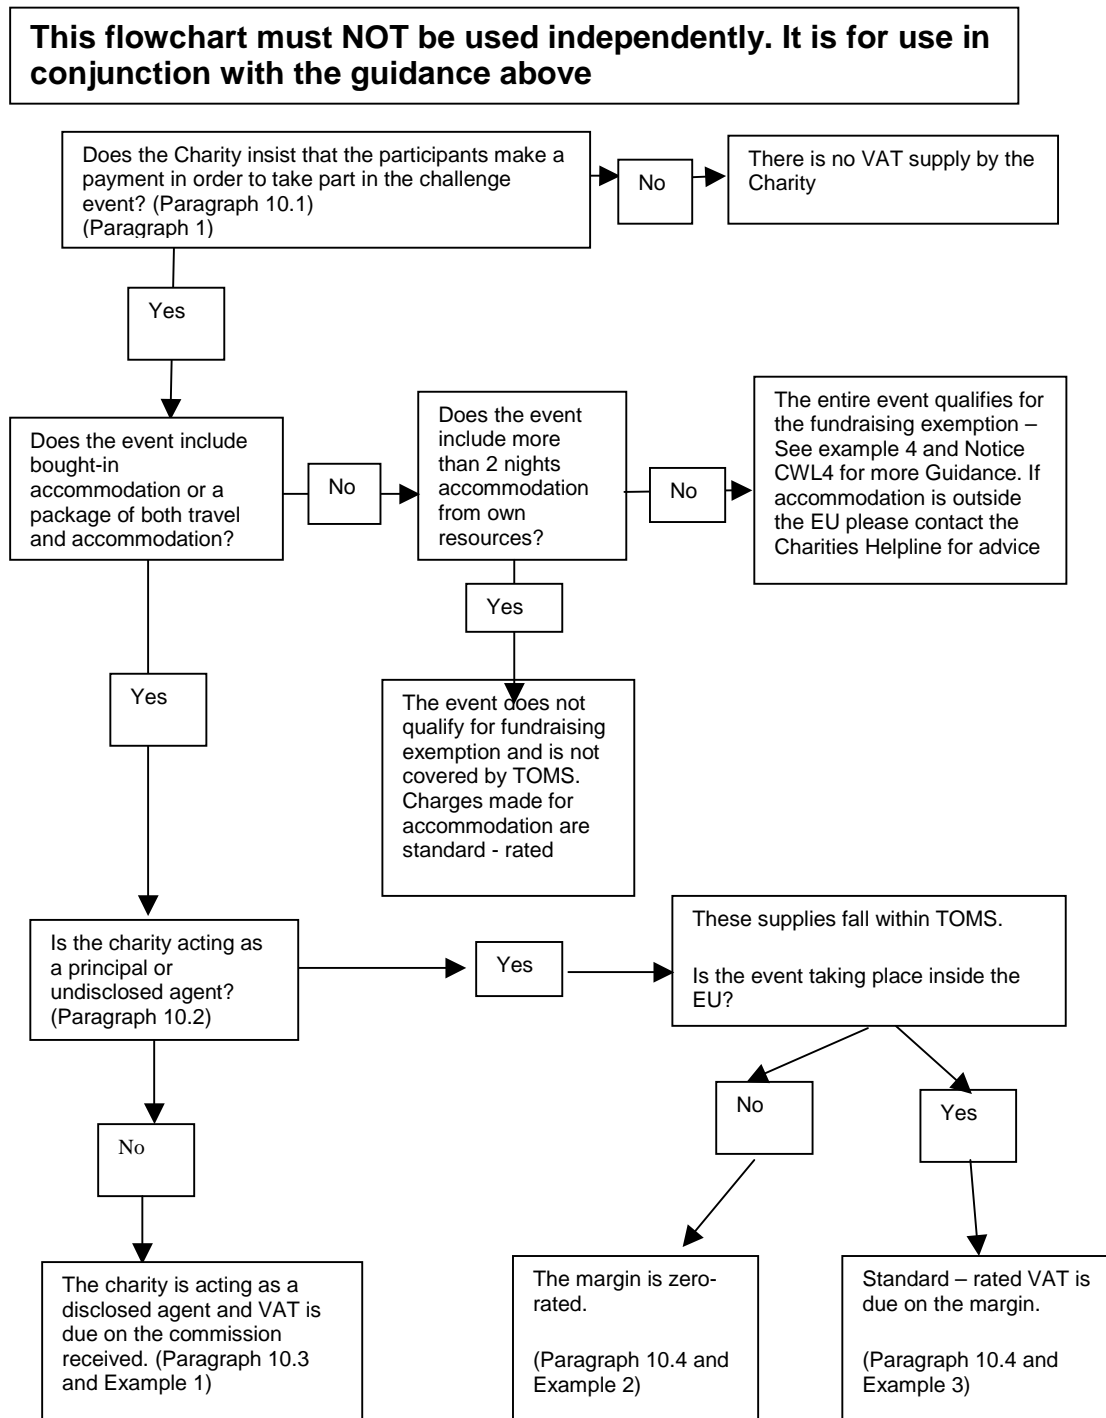 This flowchart must NOT be used independently. It is for use in
conjunction with the guidance above
Does the Charity insist that the participants make a
payment in order to take part in the challenge
event? (Paragraph 10.1)
(Paragraph 1)
No
There is no VAT supply by the
Charity
Yes
Does the event include
bought-in
accommodation or a
package of both travel
and accommodation?
No
Does the event
include more
than 2 nights
accommodation
from own
resources?
No
The entire event qualifies for
the fundraising exemption –
See example 4 and Notice
CWL4 for more Guidance. If
accommodation is outside
the EU please contact the
Charities Helpline for advice
Yes
The event does not
qualify for fundraising
exemption and is not
covered by TOMS.
Charges made for
accommodation are
standard - rated
Yes
Is the charity acting as
a principal or
undisclosed agent?
(Paragraph 10.2)
Yes
These supplies fall within TOMS.
Is the event taking place inside the
EU?
No
Yes
No
The charity is acting as a
disclosed agent and VAT is
due on the commission
received. (Paragraph 10.3
and Example 1)
The margin is zero-
rated.
(Paragraph 10.4 and
Example 2)
Standard – rated VAT is
due on the margin.
(Paragraph 10.4 and
Example 3)